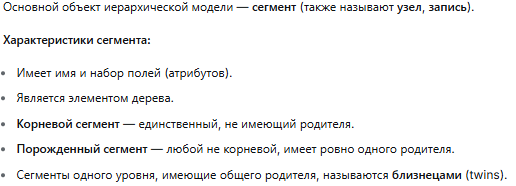 Основной объект иерархической модели — сегмент (также называют узел, запись).
Характеристики сегмента:
• Имеет имя и набор полей (атрибутов).
• Является элементом дерева.
• Корневой сегмент — единственный, не имеющий родителя.
• Порожденный сегмент — любой не корневой, имеет ровно одного родителя.
• Сегменты одного уровня, имеющие общего родителя, называются близнецами (twins).